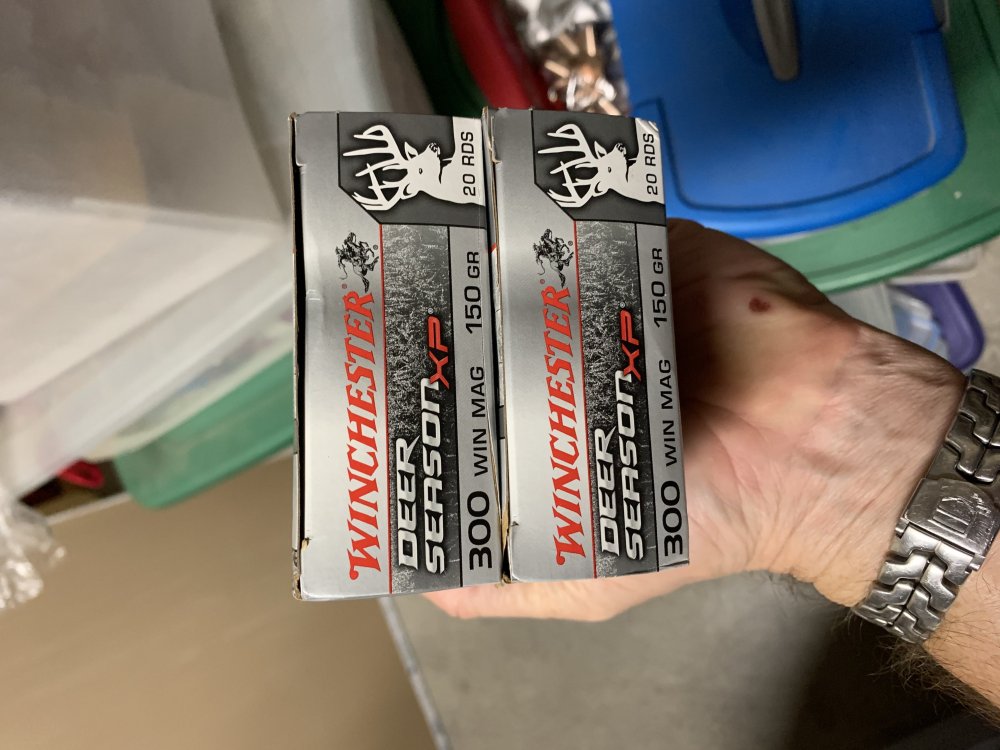 WINCHESTER®
DEER
SEASON XP®
300 WIN MAG 150 GR
20 RDS
WINCHESTER®
DEER
SEASON XP®
300 WIN MAG 150 GR
20 RDS